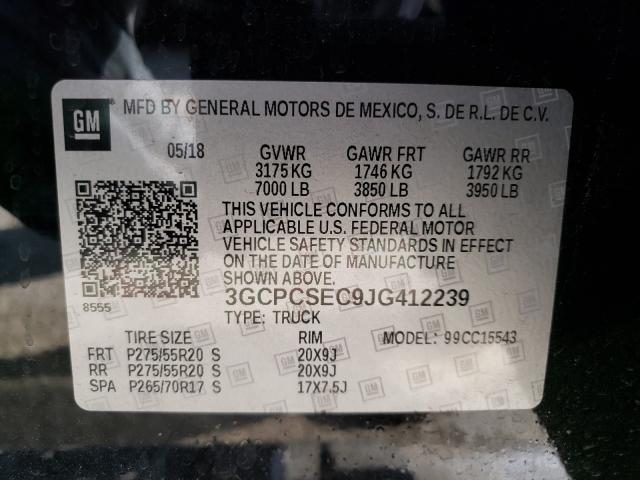 GM MFD BY GENERAL MOTORS DE MEXICO, S. DE R.L. DE C.V.
05/18 GVWR GAWR FRT GAWR RR
3175 KG 1746 KG 1792 KG
7000 LB 3850 LB 3950 LB
THIS VEHICLE CONFORMS TO ALL
APPLICABLE U.S. FEDERAL MOTOR
VEHICLE SAFETY STANDARDS IN EFFECT
ON THE DATE OF MANUFACTURE
SHOWN ABOVE.
8555 3GCPCSEC9JG412239
TYPE: TRUCK MODEL: 99CC15543
TIRE SIZE RIM
FRT P275/55R20 S 20X9J
RR P275/55R20 S 20X9J
SPA P265/70R17 S 17X7.5J